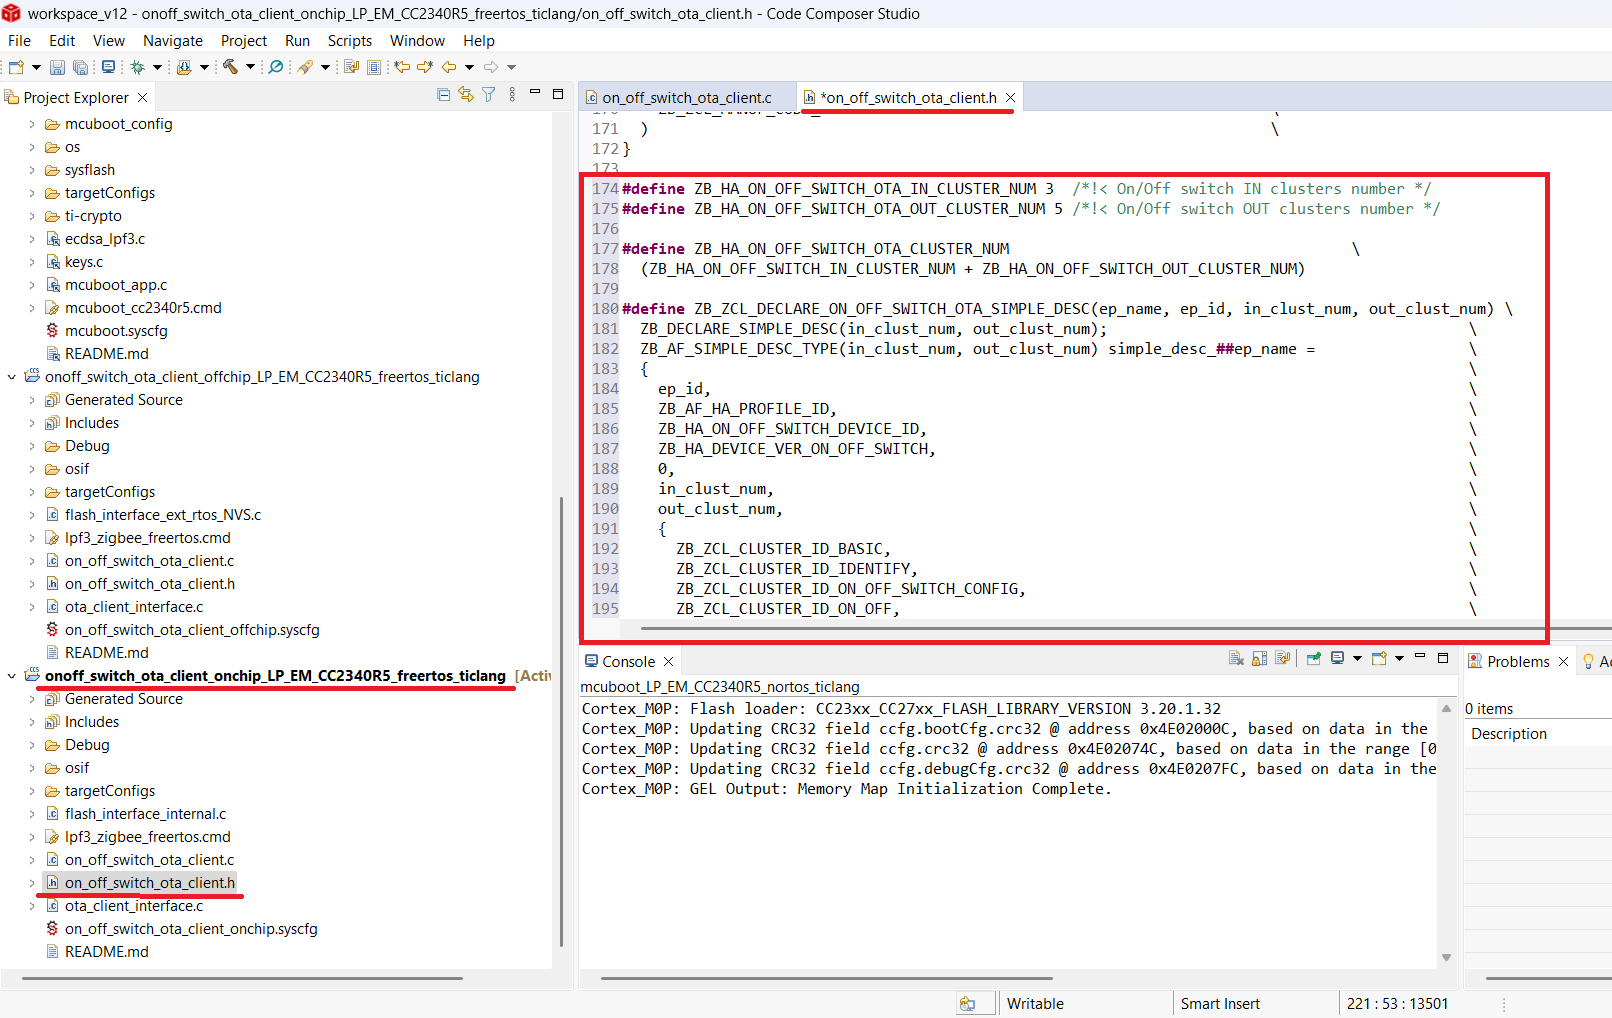 workspace_v12 - onoff_switch_ota_client_onchip_LP_EM_CC2340R5_freertos_ticlang/on_off_switch_ota_client.h - Code Composer Studio
File Edit View Navigate Project Run Scripts Window Help
Project Explorer
mcuboot_config
os
sysflash
targetConfigs
ti-crypto
ecdsa_lpf3.c
keys.c
mcuboot_app.c
mcuboot_cc2340r5.cmd
mcuboot.syscfg
README.md
onoff_switch_ota_client_offchip_LP_EM_CC2340R5_freertos_ticlang
Generated Source
Includes
Debug
osif
targetConfigs
flash_interface_ext_rtos_NVS.c
lpf3_zigbee_freertos.cmd
on_off_switch_ota_client.c
on_off_switch_ota_client.h
ota_client_interface.c
on_off_switch_ota_client_offchip.syscfg
README.md
onoff_switch_ota_client_onchip_LP_EM_CC2340R5_freertos_ticlang [Activ
Generated Source
Includes
Debug
osif
targetConfigs
flash_interface_internal.c
lpf3_zigbee_freertos.cmd
on_off_switch_ota_client.c
on_off_switch_ota_client.h
ota_client_interface.c
on_off_switch_ota_client_onchip.syscfg
README.md
on_off_switch_ota_client.c *on_off_switch_ota_client.h
171 ) \
172 }
173
174 #define ZB_HA_ON_OFF_SWITCH_OTA_IN_CLUSTER_NUM 3 /*!< On/Off switch IN clusters number */
175 #define ZB_HA_ON_OFF_SWITCH_OTA_OUT_CLUSTER_NUM 5 /*!< On/Off switch OUT clusters number */
176
177 #define ZB_HA_ON_OFF_SWITCH_OTA_CLUSTER_NUM \
178 (ZB_HA_ON_OFF_SWITCH_IN_CLUSTER_NUM + ZB_HA_ON_OFF_SWITCH_OUT_CLUSTER_NUM)
179
180 #define ZB_ZCL_DECLARE_ON_OFF_SWITCH_OTA_SIMPLE_DESC(ep_name, ep_id, in_clust_num, out_clust_num) \
181 ZB_DECLARE_SIMPLE_DESC(in_clust_num, out_clust_num); \
182 ZB_AF_SIMPLE_DESC_TYPE(in_clust_num, out_clust_num) simple_desc_##ep_name = \
183 { \
184 ep_id, \
185 ZB_AF_HA_PROFILE_ID, \
186 ZB_HA_ON_OFF_SWITCH_DEVICE_ID, \
187 ZB_HA_DEVICE_VER_ON_OFF_SWITCH, \
188 0, \
189 in_clust_num, \
190 out_clust_num, \
191 { \
192 ZB_ZCL_CLUSTER_ID_BASIC, \
193 ZB_ZCL_CLUSTER_ID_IDENTIFY, \
194 ZB_ZCL_CLUSTER_ID_ON_OFF_SWITCH_CONFIG, \
195 ZB_ZCL_CLUSTER_ID_ON_OFF, \
Console
mcuboot_LP_EM_CC2340R5_nortos_ticlang
Cortex_M0P: Flash loader: CC23xx_CC27xx_FLASH_LIBRARY_VERSION 3.20.1.32
Cortex_M0P: Updating CRC32 field ccfg.bootCfg.crc32 @ address 0x4E02000C, based on data in the
Cortex_M0P: Updating CRC32 field ccfg.crc32 @ address 0x4E02074C, based on data in the range [0
Cortex_M0P: Updating CRC32 field ccfg.debugCfg.crc32 @ address 0x4E0207FC, based on data in the
Cortex_M0P: GEL Output: Memory Map Initialization Complete.
Problems
0 items
Description
Writable Smart Insert 221 : 53 : 13501